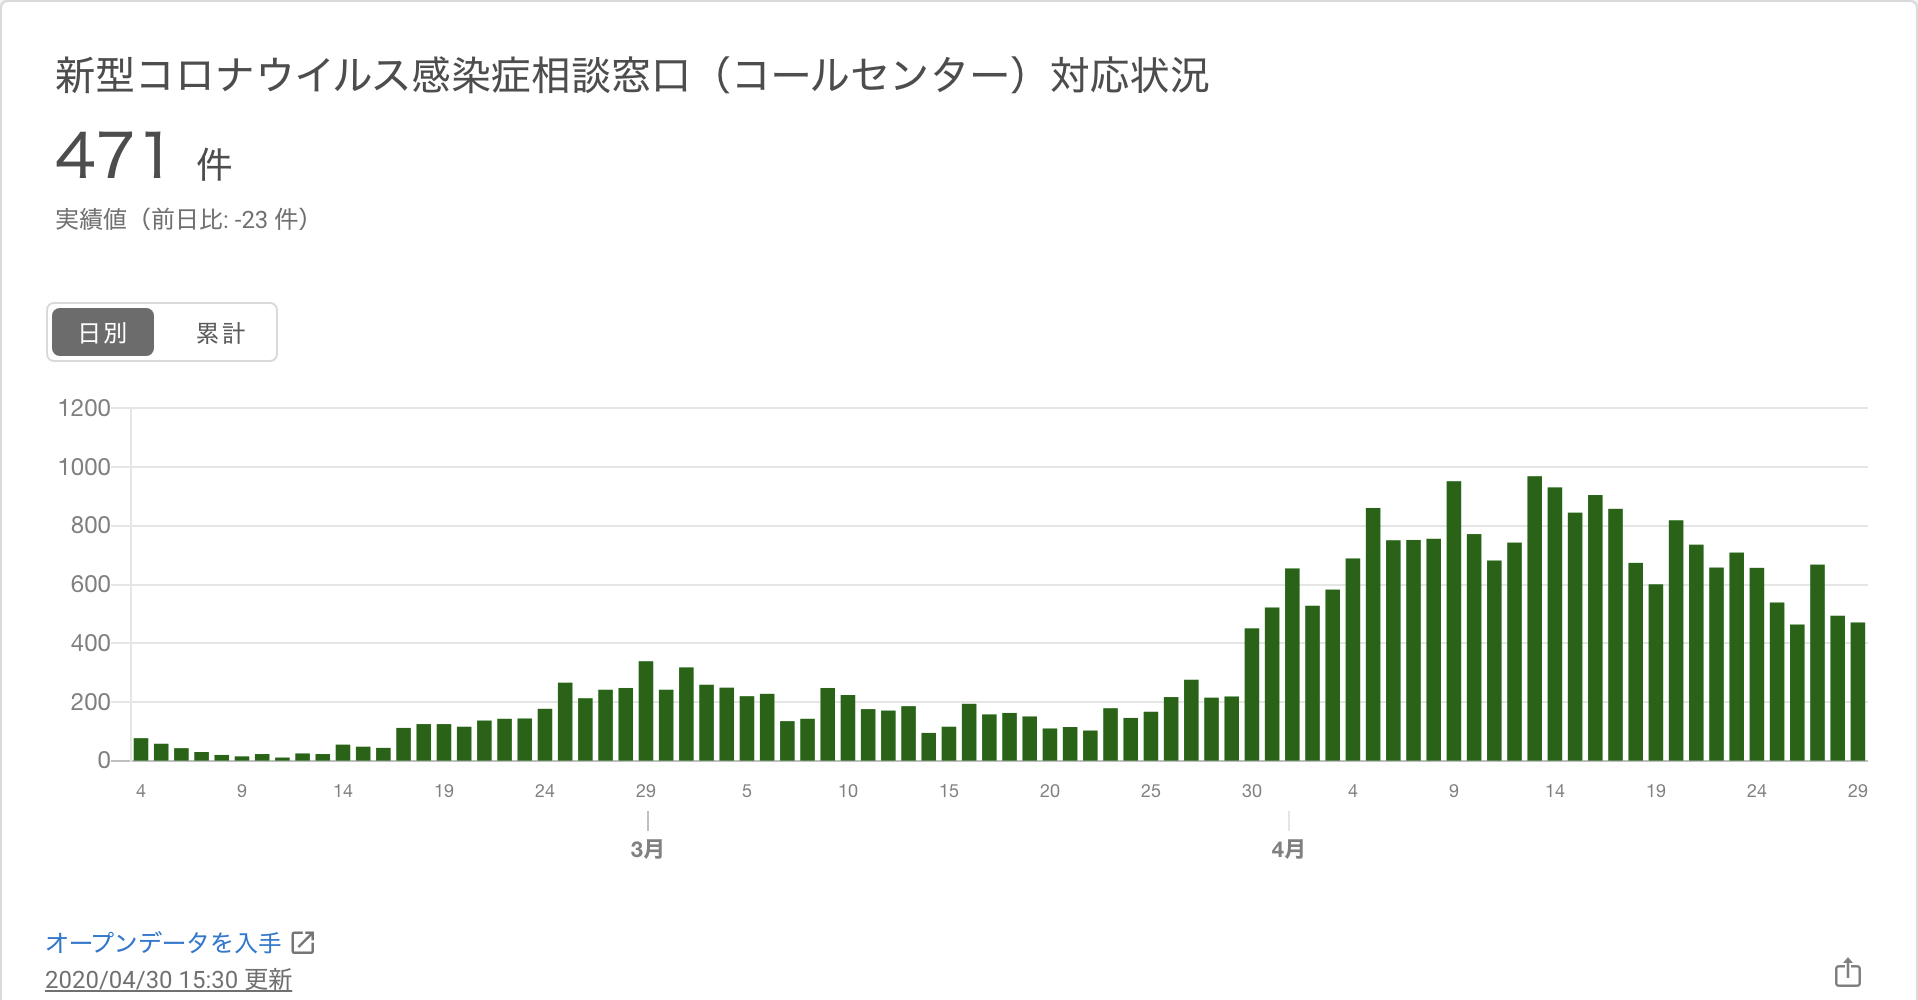 新型コロナウイルス感染症相談窓口（コールセンター）対応状況
471 件
実績値（前日比: -23 件）
日別 累計
1200
1000
800
600
400
200
0
4 9 14 19 24 29 5 10 15 20 25 30 4 9 14 19 24 29
3月 4月
オープンデータを入手
2020/04/30 15:30 更新